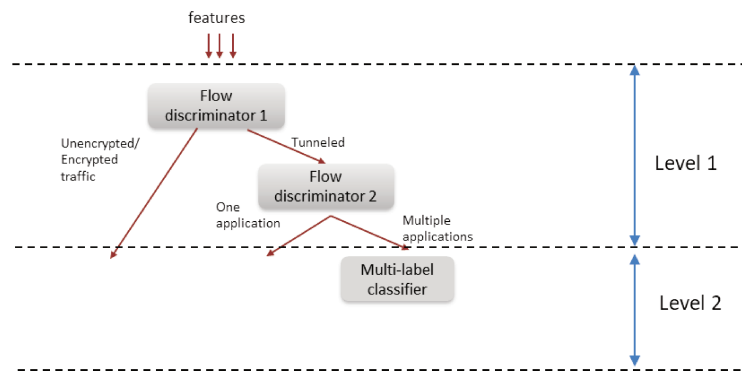 features
Flow
discriminator 1
Unencrypted/
Encrypted
traffic
Tunneled
Level 1
Flow
discriminator 2
One
application
Multiple
applications
Multi-label
classifier
Level 2